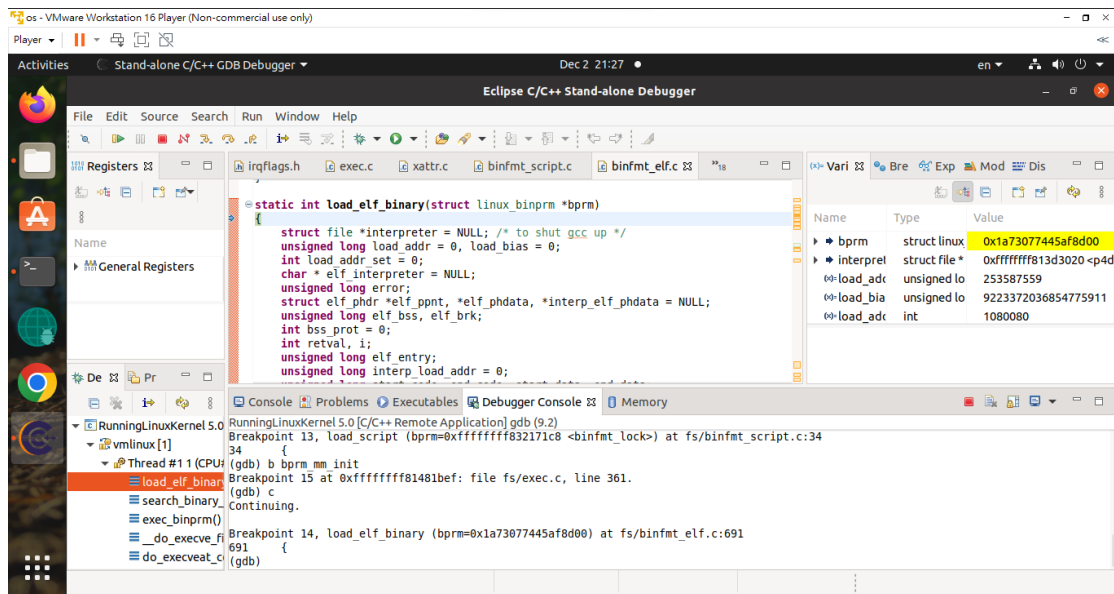 os - VMware Workstation 16 Player (Non-commercial use only)
Player
Activities Stand-alone C/C++ GDB Debugger Dec 2 21:27 en
Eclipse C/C++ Stand-alone Debugger
File Edit Source Search Run Window Help
Registers
Name
General Registers
irqflags.h exec.c xattr.c binfmt_script.c binfmt_elf.c »18
static int load_elf_binary(struct linux_binprm *bprm)
{
struct file *interpreter = NULL; /* to shut gcc up */
unsigned long load_addr = 0, load_bias = 0;
int load_addr_set = 0;
char * elf_interpreter = NULL;
unsigned long error;
struct elf_phdr *elf_ppnt, *elf_phdata, *interp_elf_phdata = NULL;
unsigned long elf_bss, elf_brk;
int bss_prot = 0;
int retval, i;
unsigned long elf_entry;
unsigned long interp_load_addr = 0;
(x)= Vari Bre Exp Mod Dis
Name Type Value
bprm struct linux_ 0x1a73077445af8d00
interpret struct file * 0xffffffff813d3020 <p4d
(x)= load_add unsigned lo 253587559
(x)= load_bia unsigned lo 9223372036854775911
(x)= load_add int 1080080
De Pr
RunningLinuxKernel 5.0
vmlinux [1]
Thread #1 1 (CPU#
load_elf_binary
search_binary_
exec_binprm()
__do_execve_fi
do_execveat_c
Console Problems Executables Debugger Console Memory
RunningLinuxKernel 5.0 [C/C++ Remote Application] gdb (9.2)
Breakpoint 13, load_script (bprm=0xffffffff832171c8 <binfmt_lock>) at fs/binfmt_script.c:34
34 {
(gdb) b bprm_mm_init
Breakpoint 15 at 0xffffffff81481bef: file fs/exec.c, line 361.
(gdb) c
Continuing.
Breakpoint 14, load_elf_binary (bprm=0x1a73077445af8d00) at fs/binfmt_elf.c:691
691 {
(gdb)